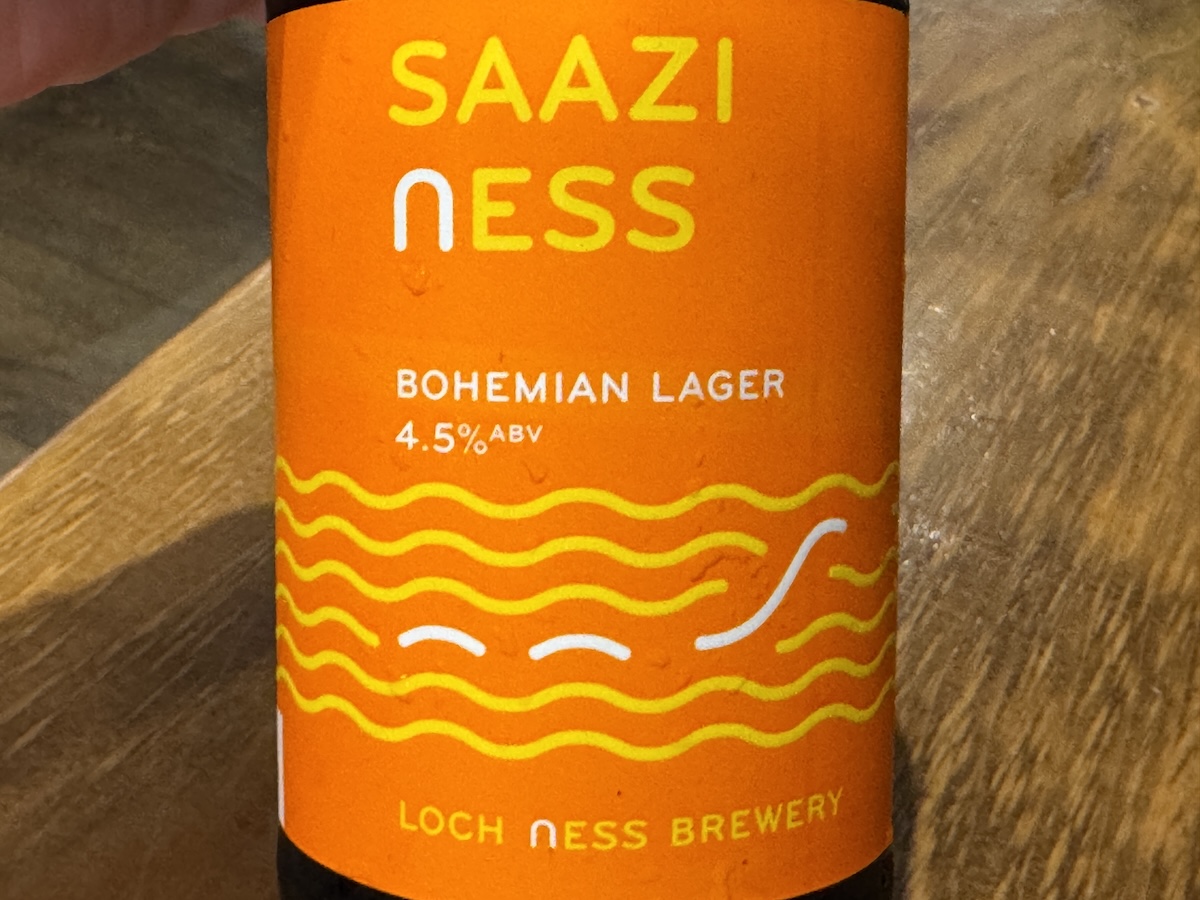 SAAZI
nESS
BOHEMIAN LAGER
4.5% ABV
LOCH nESS BREWERY